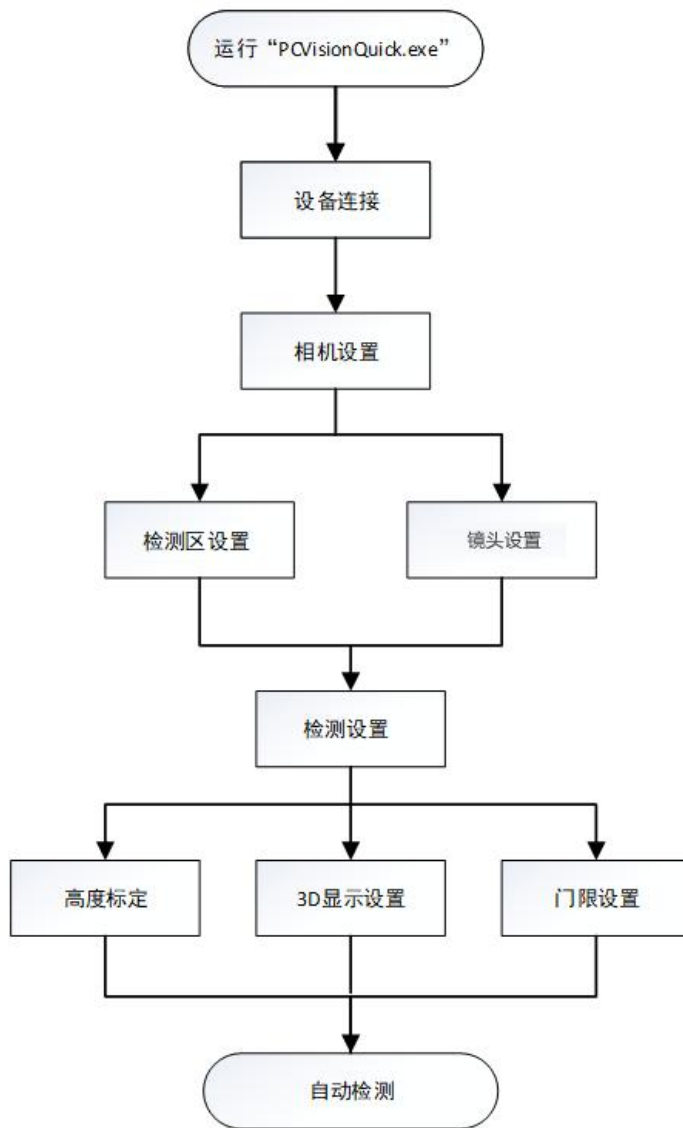 运行“PCVisionQuick.exe”
设备连接
相机设置
检测区设置
镜头设置
检测设置
高度标定
3D显示设置
门限设置
自动检测